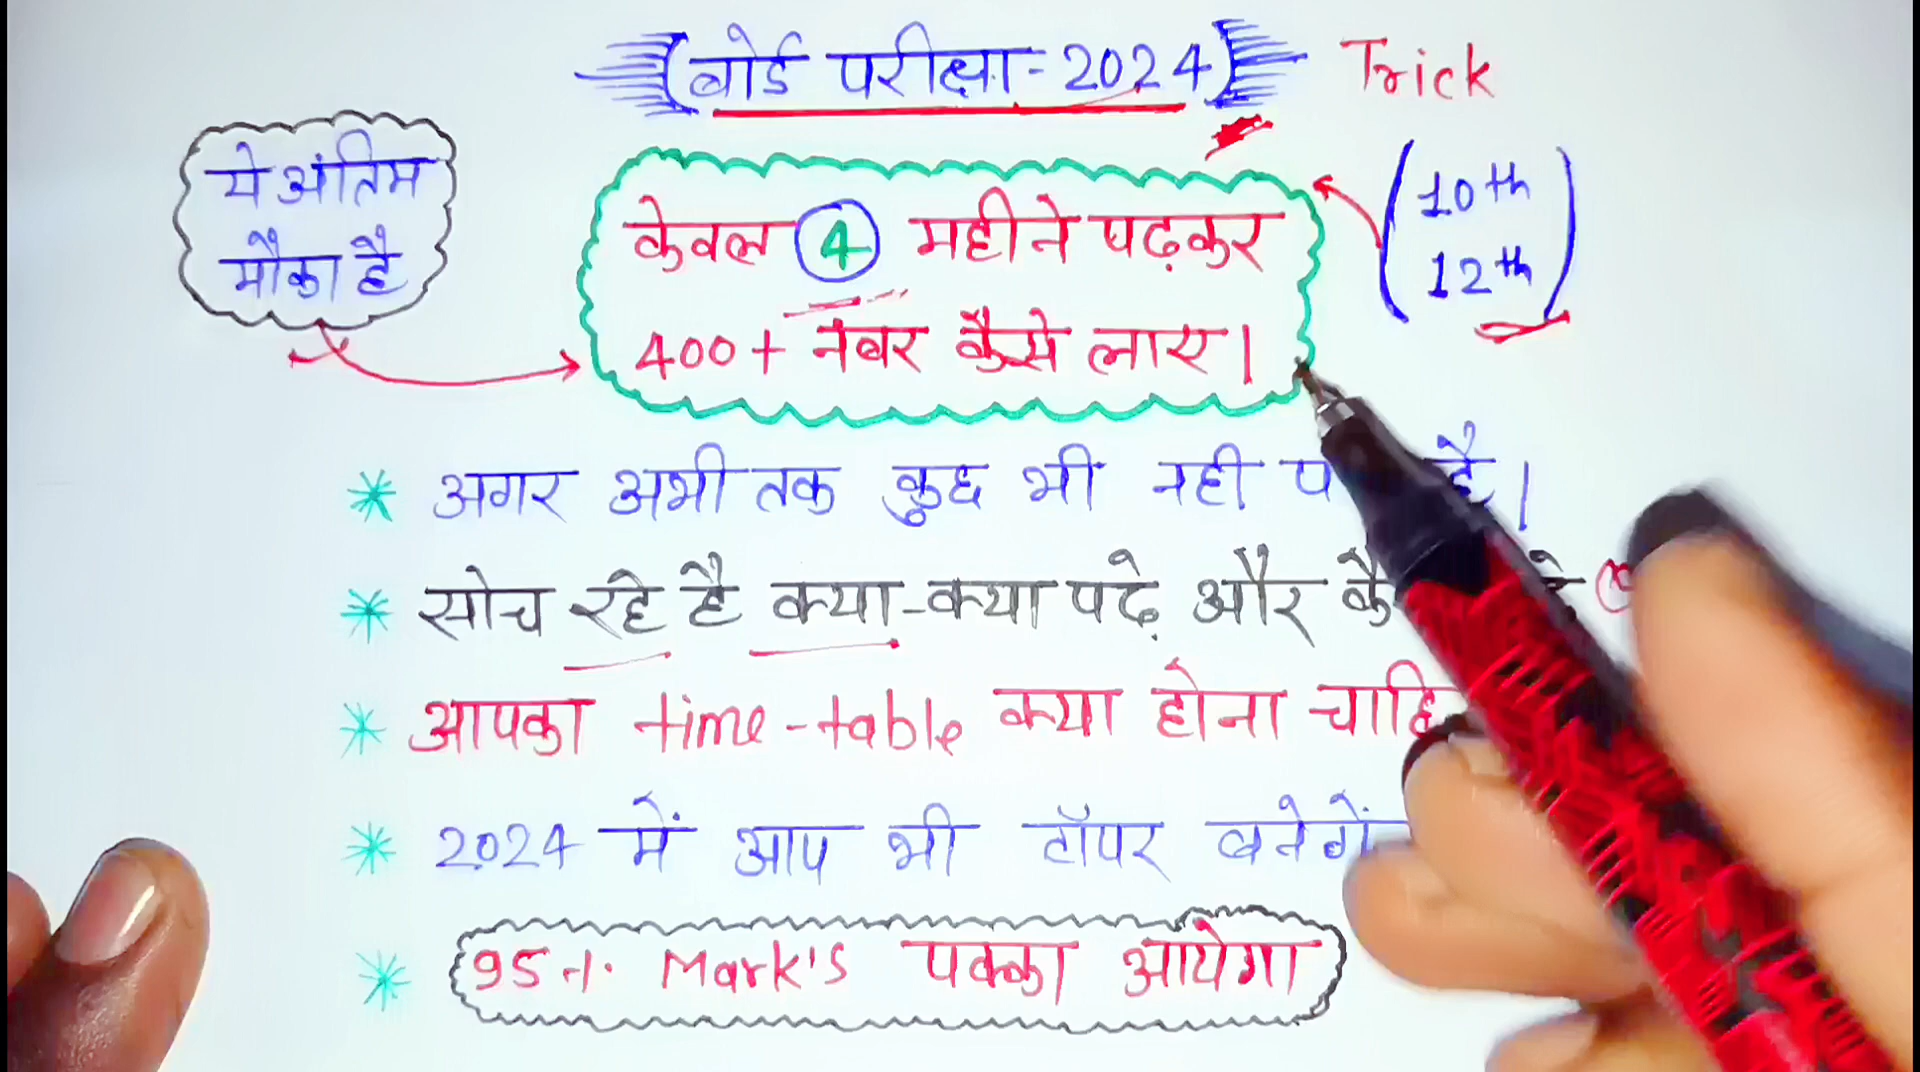 (बोर्ड परीक्षा-2024)
Trick
ये अंतिम
मौका है
केवल 4 महीने पढ़कर
400+ नंबर कैसे लाए।
(10th
12th)
* अगर अभी तक कुछ भी नही है।
* सोच रहे है क्या-क्या पढ़े और
* आपका time-table क्या होना
* 2024 में आप भी टॉपर बनेगें
* 95% Mark's पक्का आयेगा